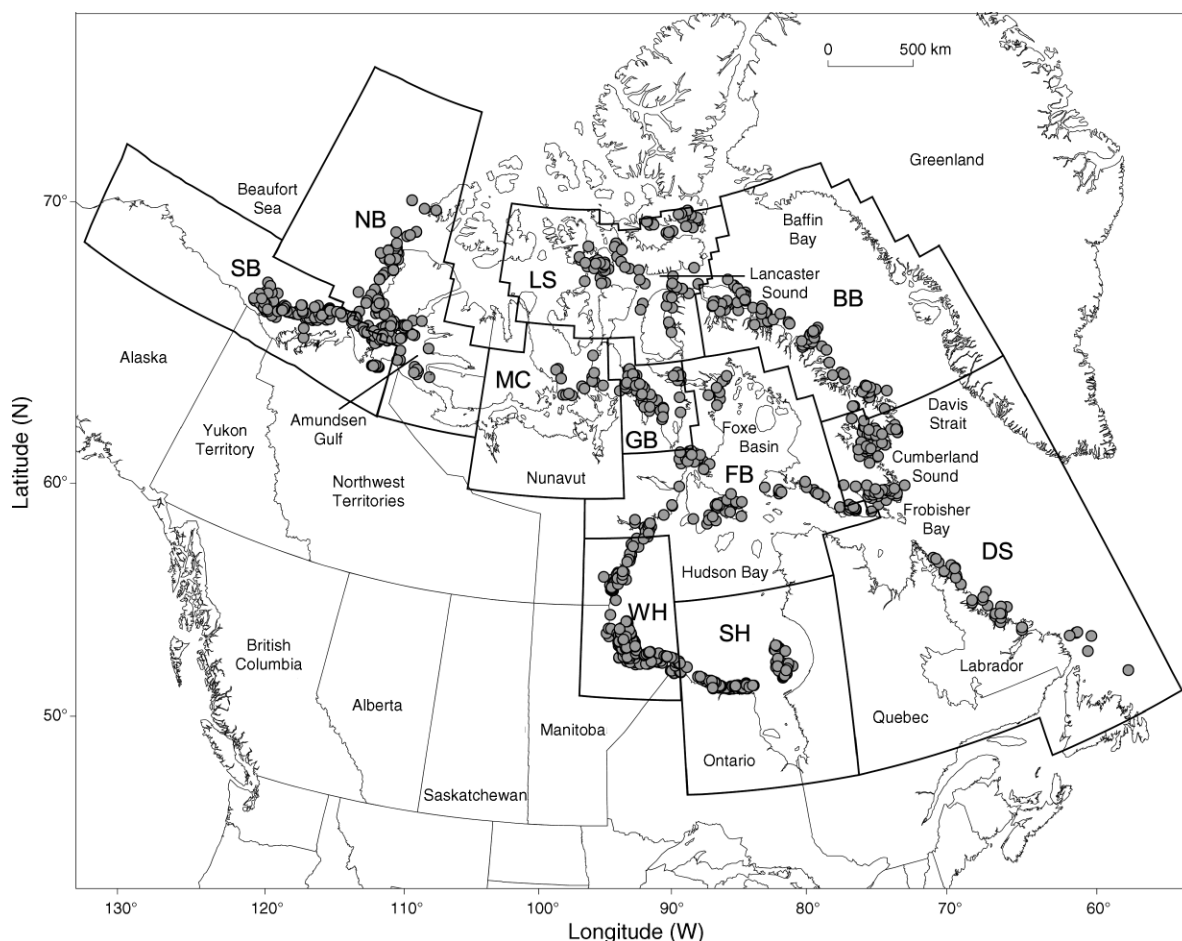 0 500 km
Greenland
Beaufort
Sea
70°
NB
Baffin
Bay
SB
LS
Lancaster
Sound
BB
Alaska
MC
Amundsen
Gulf
GB
Foxe
Basin
Davis
Strait
Yukon
Territory
Cumberland
Sound
Northwest
Territories
Nunavut
FB
60°
Frobisher
Bay
DS
Hudson Bay
WH
SH
British
Columbia
Labrador
Alberta
Manitoba
Quebec
50°
Ontario
Saskatchewan
Latitude (N)
130° 120° 110° 100° 90° 80° 70° 60°
Longitude (W)